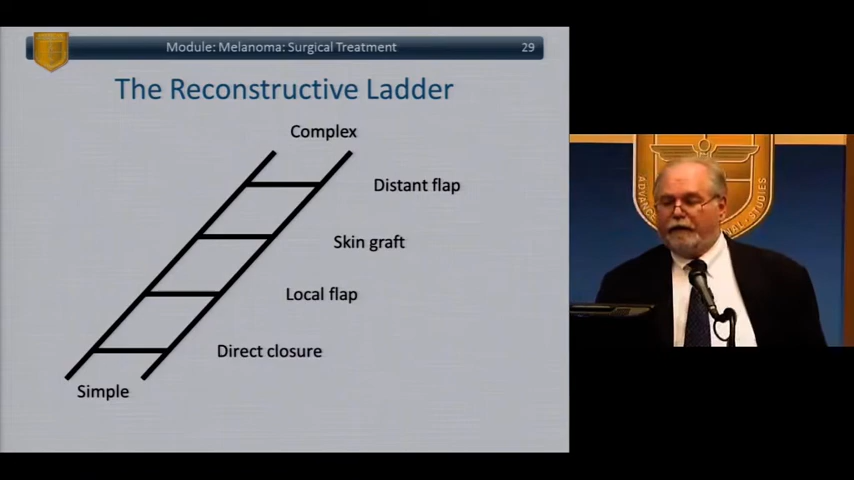 Module: Melanoma: Surgical Treatment 29
The Reconstructive Ladder
Complex
Distant flap
Skin graft
Local flap
Direct closure
Simple